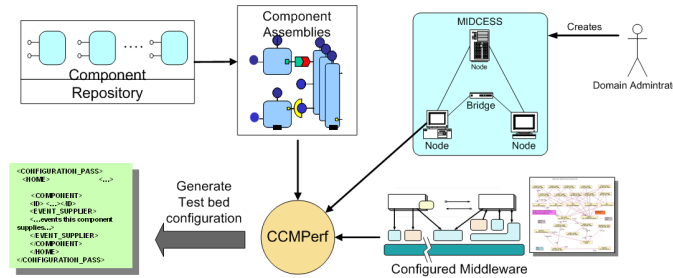 Component
Repository
Component
Assemblies
MIDCESS
Node
Bridge
Node
Node
Creates
Domain Admintrat
<CONFIGURATION_PASS>
<HOME> <...>
<COMPONENT>
<ID> <...><ID>
<EVENT_SUPPLIER>
<...events this component
supplies...>
</EVENT_SUPPLIER>
</COMPONENT>
<HOME>
</CONFIGURATION_PASS>
Generate
Test bed
configuration
CCMPerf
Configured Middleware